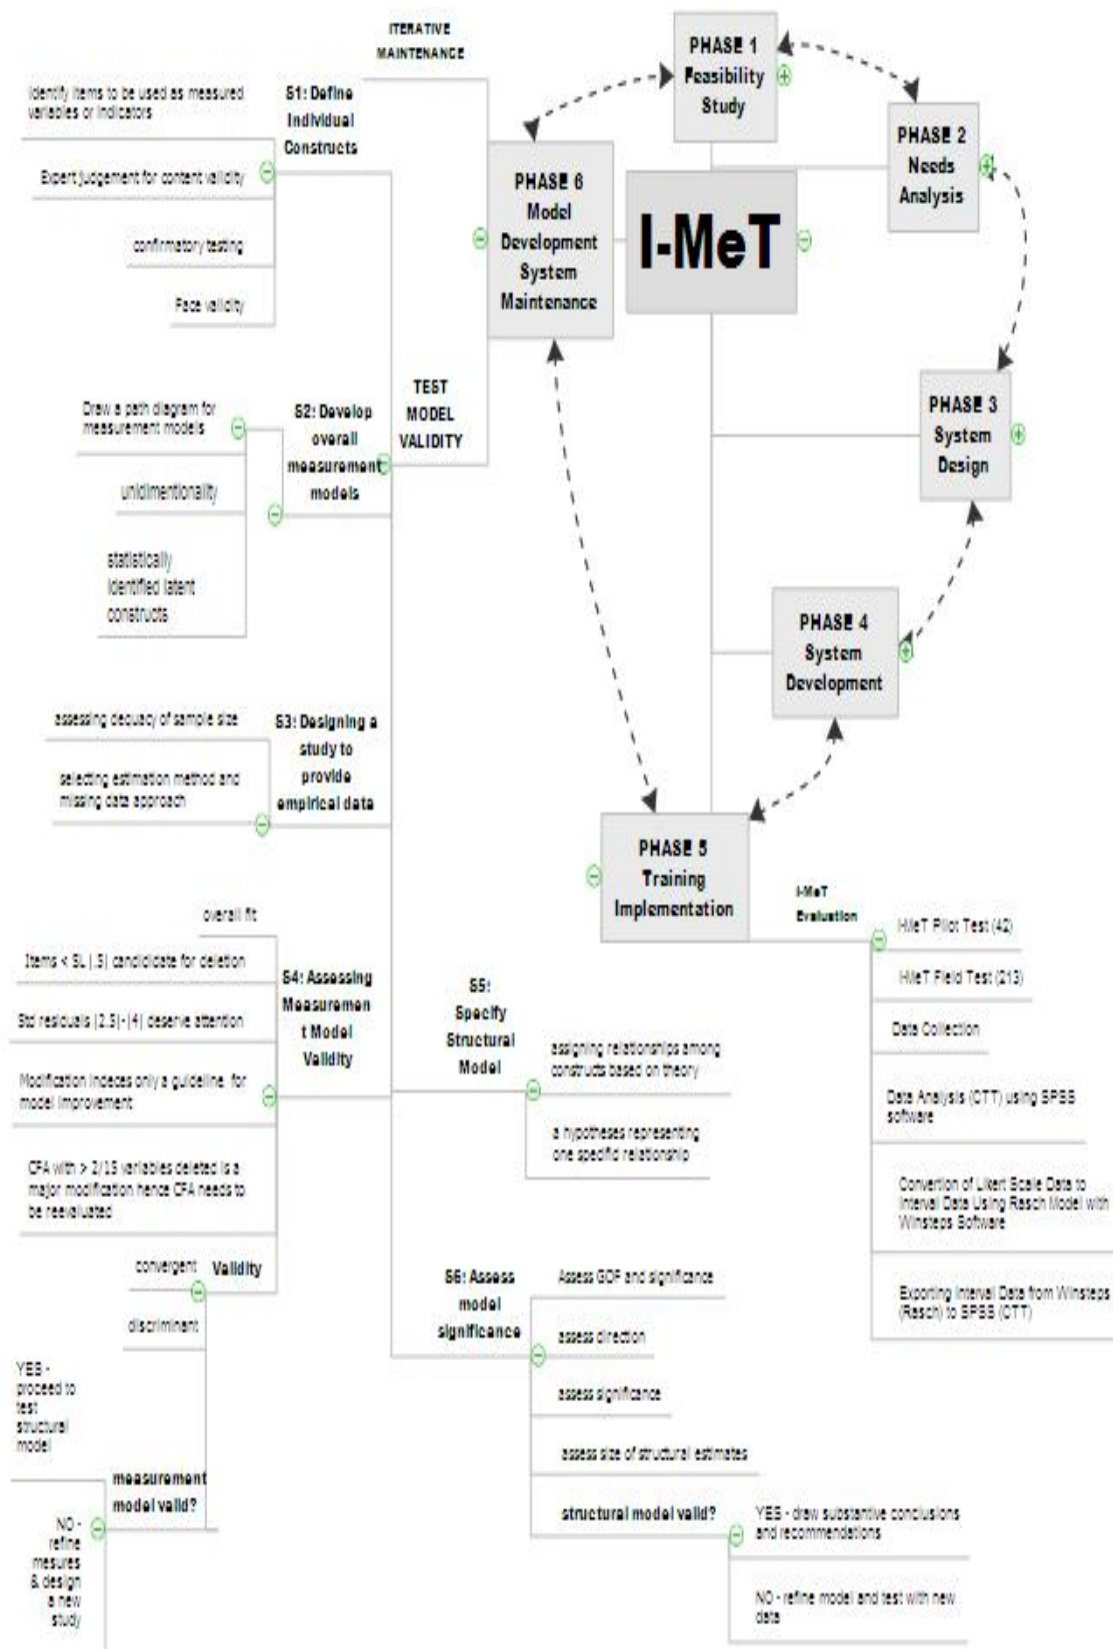 ITERATIVE
MAINTENANCE
PHASE 1
Feasibility
Study
PHASE 2
Needs
Analysis
I-MeT
PHASE 6
Model
Development
System
Maintenance
PHASE 3
System
Design
PHASE 4
System
Development
PHASE 5
Training
Implementation
TEST
MODEL
VALIDITY
S1: Define
Individual
Constructs
Identify items to be used as measured
variables or indicators
Expert judgement for content validity
confirmatory testing
Face validity
S2: Develop
overall
measurement
models
Draw a path diagram for
measurement models
unidimentionality
statistically
identified latent
constructs
S3: Designing a
study to
provide
empirical data
assessing dequacy of sample size
selecting estimation method and
missing data approach
S4: Assessing
Measuremen
t Model
Validity
overall fit
Items < SL |.5| candidate for deletion
Std residuals |2.5|-|4| deserve attention
Modification indeces only a guideline for
model improvement
CFA with > 2/15 variables deleted is a
major modification hence CFA needs to
be reevaluated
Validity
convergent
discriminant
measurement
model valid?
YES -
proceed to
test
structural
model
NO -
refine
mesures
& design
a new
study
S5:
Specify
Structural
Model
assigning relationships among
constructs based on theory
a hypotheses representing
one specific relationship
S6: Assess
model
significance
Assess GOF and significance
assess direction
assess significance
assess size of structural estimates
structural model valid?
YES - draw substantive conclusions
and recommendations
NO - refine model and test with new
data
I-MeT
Evaluation
I-MeT Pilot Test (42)
I-MeT Field Test (213)
Data Collection
Data Analysis (CTT) using SPSS
software
Convertion of Likert Scale Data to
Interval Data Using Rasch Model with
Winsteps Software
Exporting Interval Data from Winsteps
(Rasch) to SPSS (CTT)